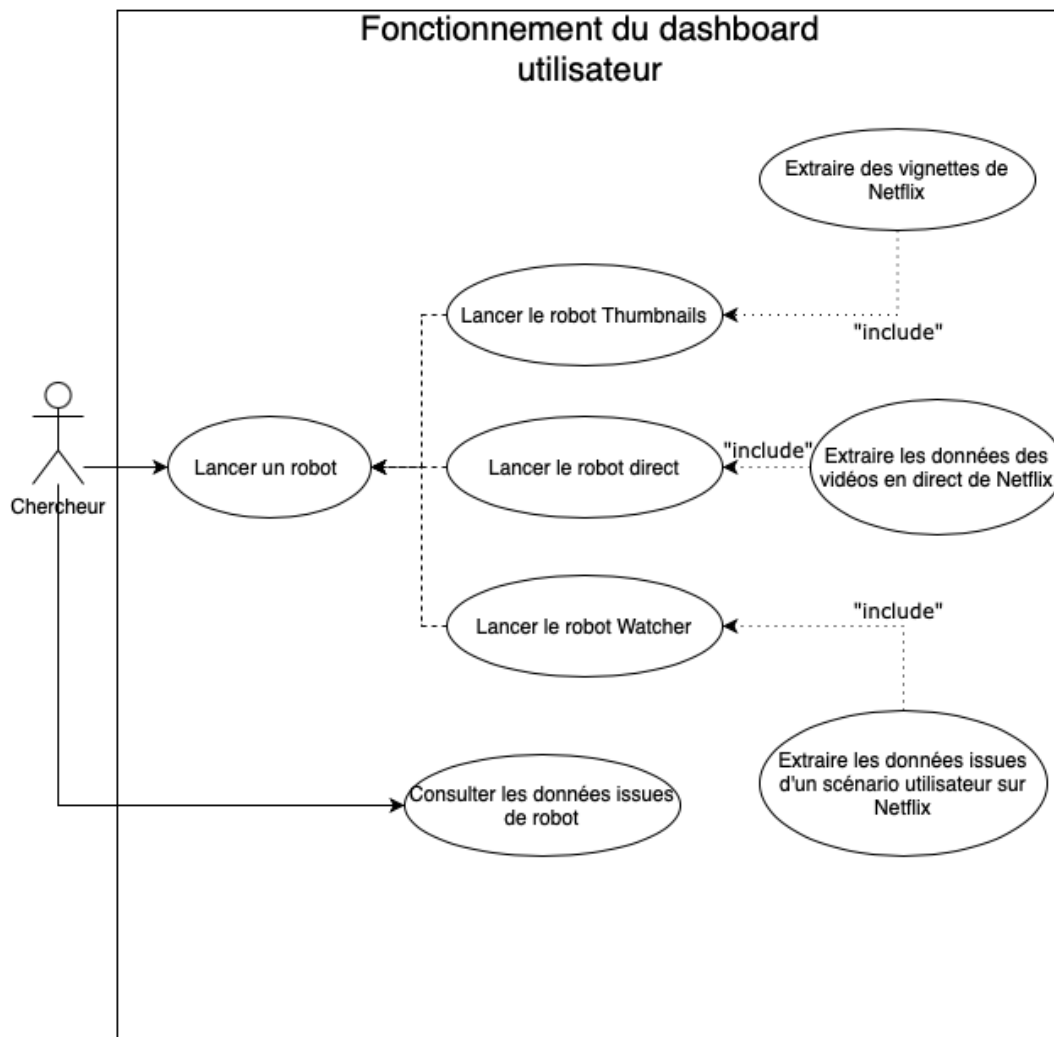 Fonctionnement du dashboard
utilisateur
Extraire des vignettes de
Netflix
Lancer le robot Thumbnails
"include"
Lancer un robot
Lancer le robot direct
"include"
Extraire les données des
vidéos en direct de Netflix
Chercheur
Lancer le robot Watcher
"include"
Consulter les données issues
de robot
Extraire les données issues
d'un scénario utilisateur sur
Netflix